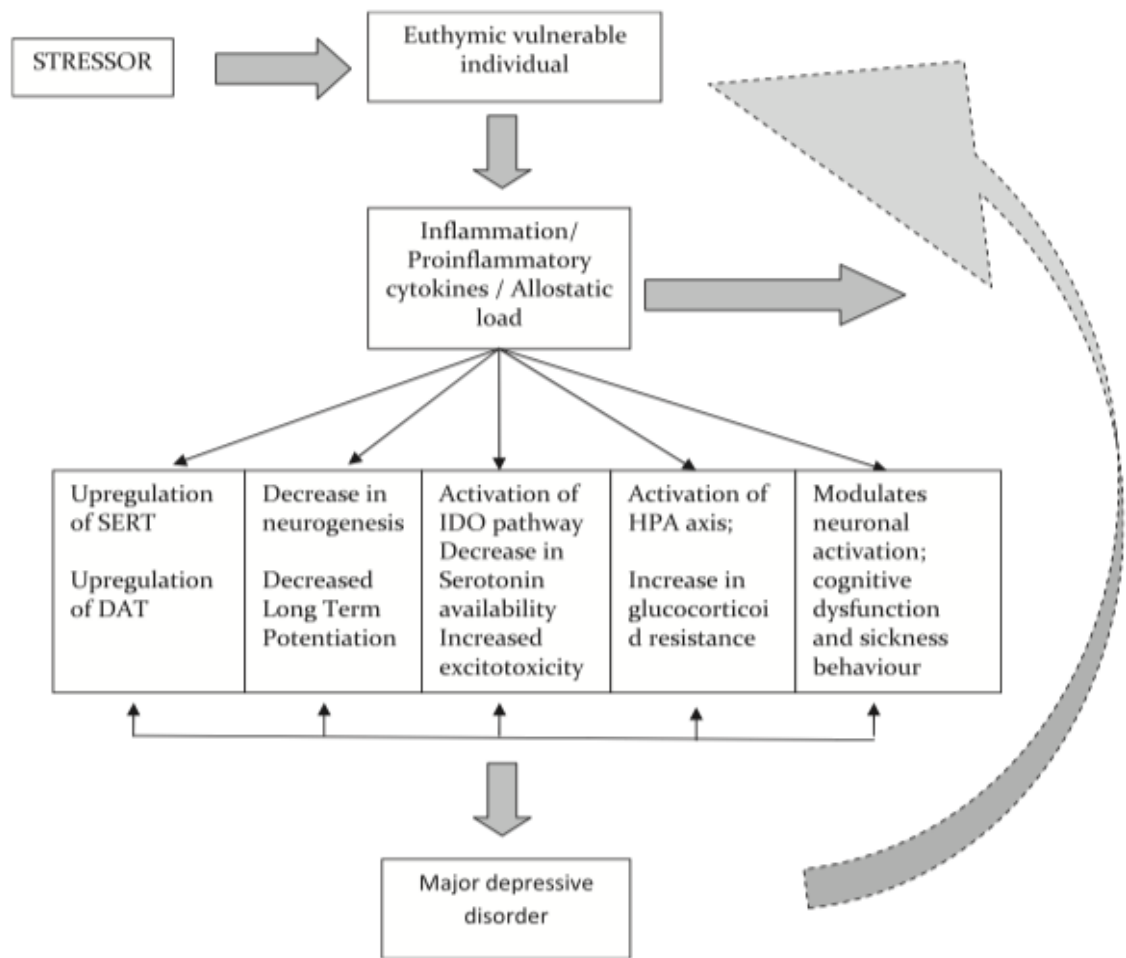 STRESSOR
Euthymic vulnerable
individual
Inflammation/
Proinflammatory
cytokines / Allostatic
load
Upregulation
of SERT
Upregulation
of DAT
Decrease in
neurogenesis
Decreased
Long Term
Potentiation
Activation of
IDO pathway
Decrease in
Serotonin
availability
Increased
excitotoxicity
Activation of
HPA axis;
Increase in
glucocorticoi
d resistance
Modulates
neuronal
activation;
cognitive
dysfunction
and sickness
behaviour
Major depressive
disorder